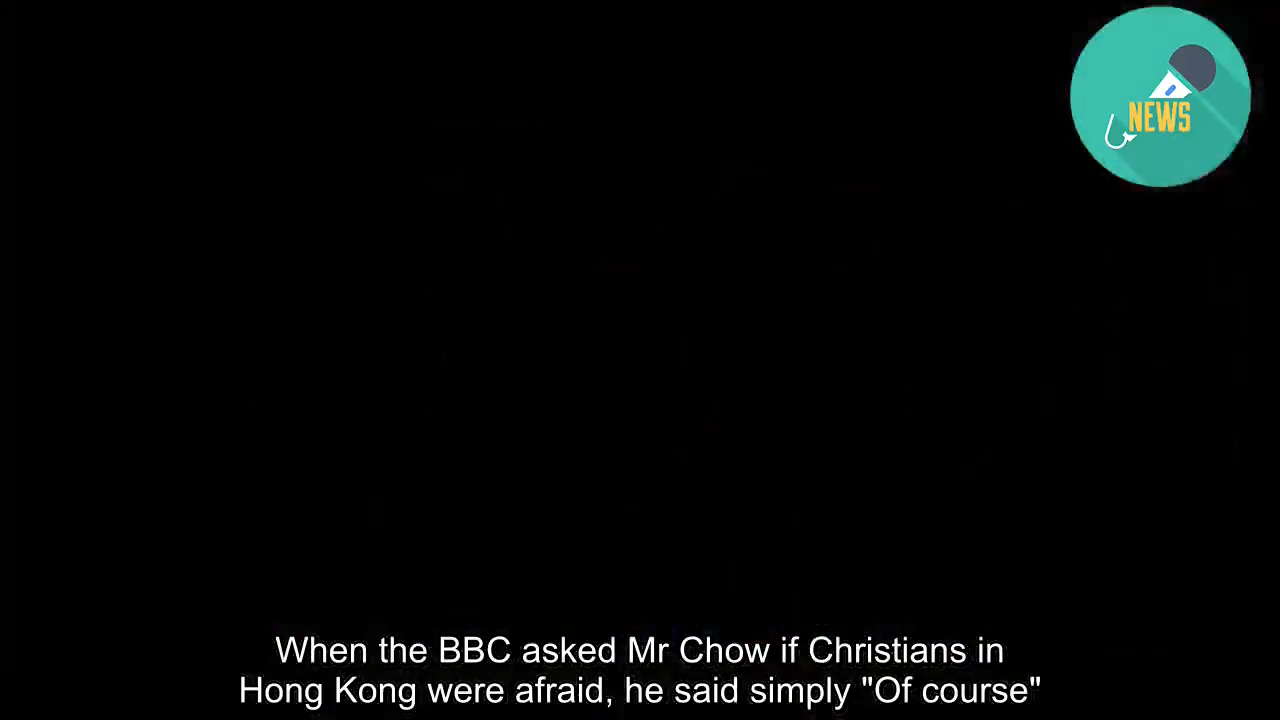 NEWS
When the BBC asked Mr Chow if Christians in
Hong Kong were afraid, he said simply "Of course"